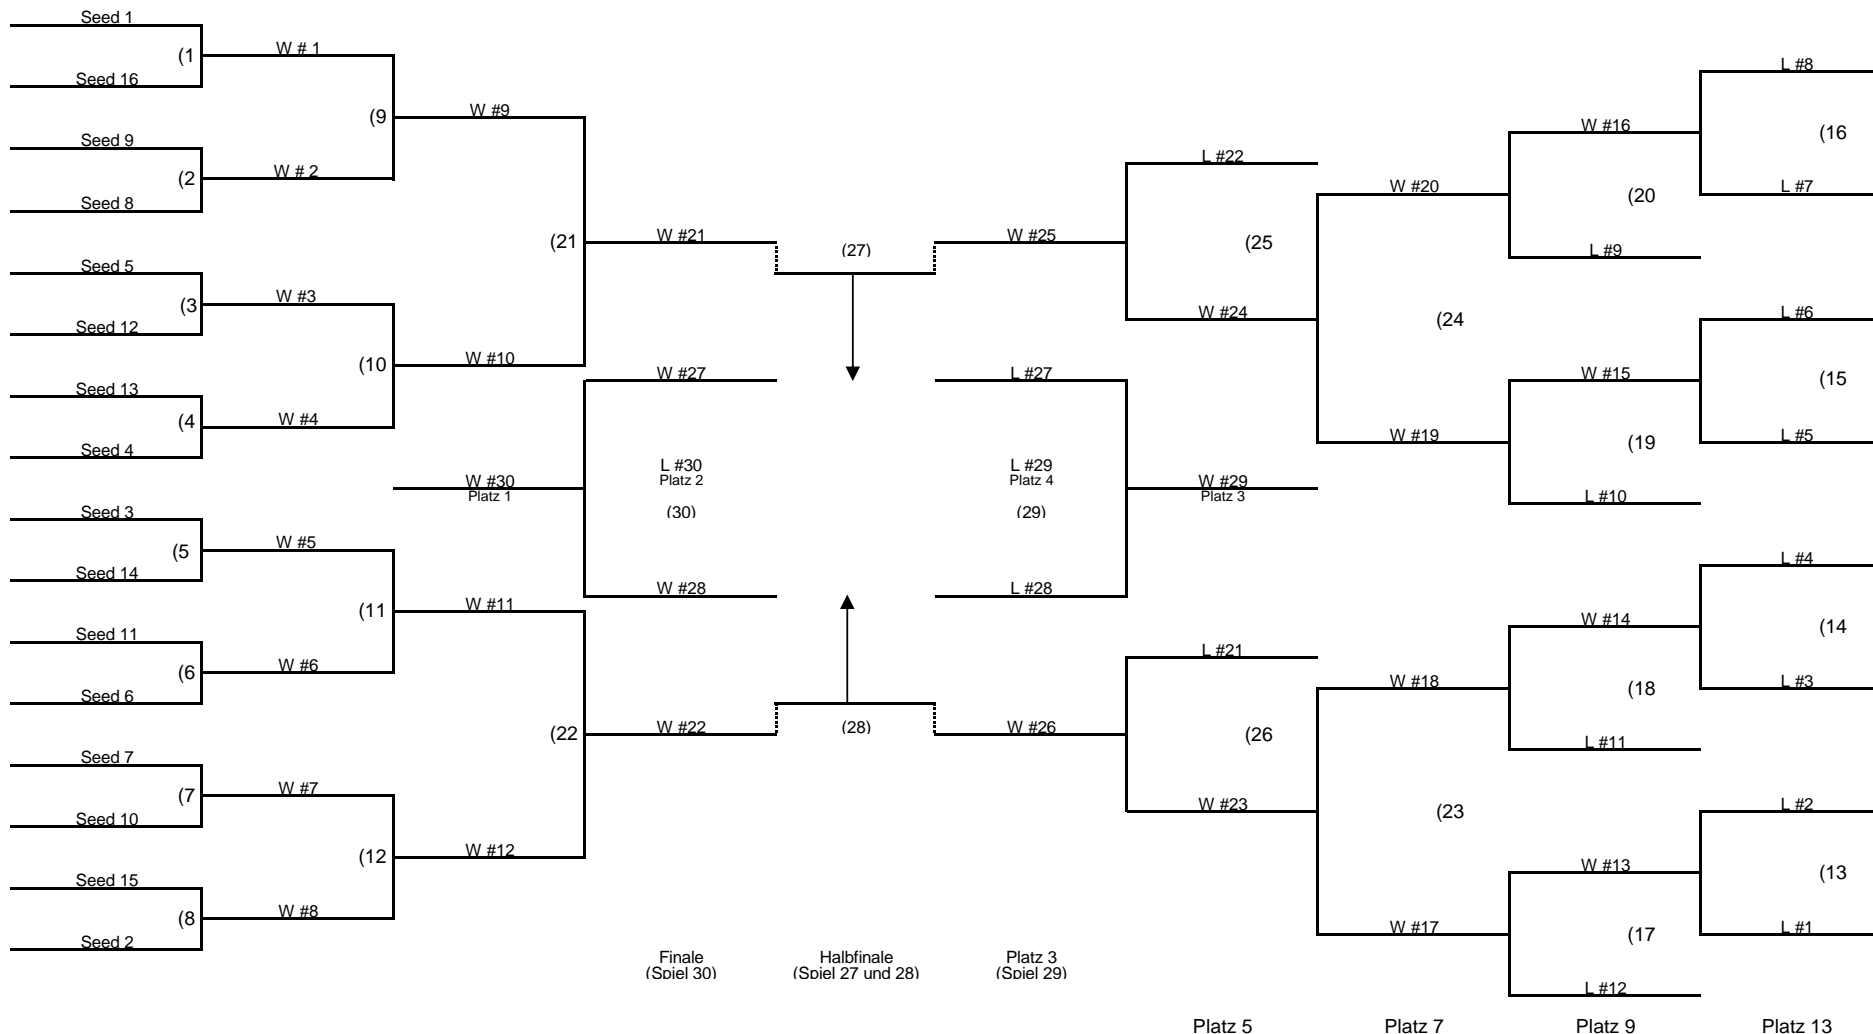 Seed 1
(1
Seed 16
W # 1
Seed 9
(2
Seed 8
W # 2
(9
W #9
Seed 5
(3
Seed 12
W #3
Seed 13
(4
Seed 4
W #4
(10
W #10
(21
W #21
Seed 3
(5
Seed 14
W #5
Seed 11
(6
Seed 6
W #6
(11
W #11
Seed 7
(7
Seed 10
W #7
Seed 15
(8
Seed 2
W #8
(12
W #12
(22
W #22
W #30
Platz 1
W #27
L #30
Platz 2
(30)
W #28
(27)
(28)
W #25
L #27
L #29
Platz 4
(29)
L #28
W #26
W #29
Platz 3
L #22
(25
W #24
L #21
(26
W #23
W #20
(24
W #19
W #18
(23
W #17
W #16
(20
L #9
W #15
(19
L #10
W #14
(18
L #11
W #13
(17
L #12
L #8
(16
L #7
L #6
(15
L #5
L #4
(14
L #3
L #2
(13
L #1
Finale
(Spiel 30)
Halbfinale
(Spiel 27 und 28)
Platz 3
(Spiel 29)
Platz 5
Platz 7
Platz 9
Platz 13